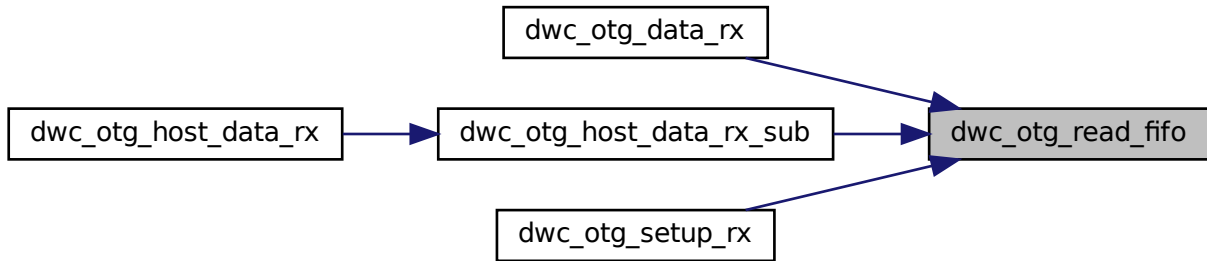 dwc_otg_data_rx
dwc_otg_host_data_rx
dwc_otg_host_data_rx_sub
dwc_otg_read_fifo
dwc_otg_setup_rx